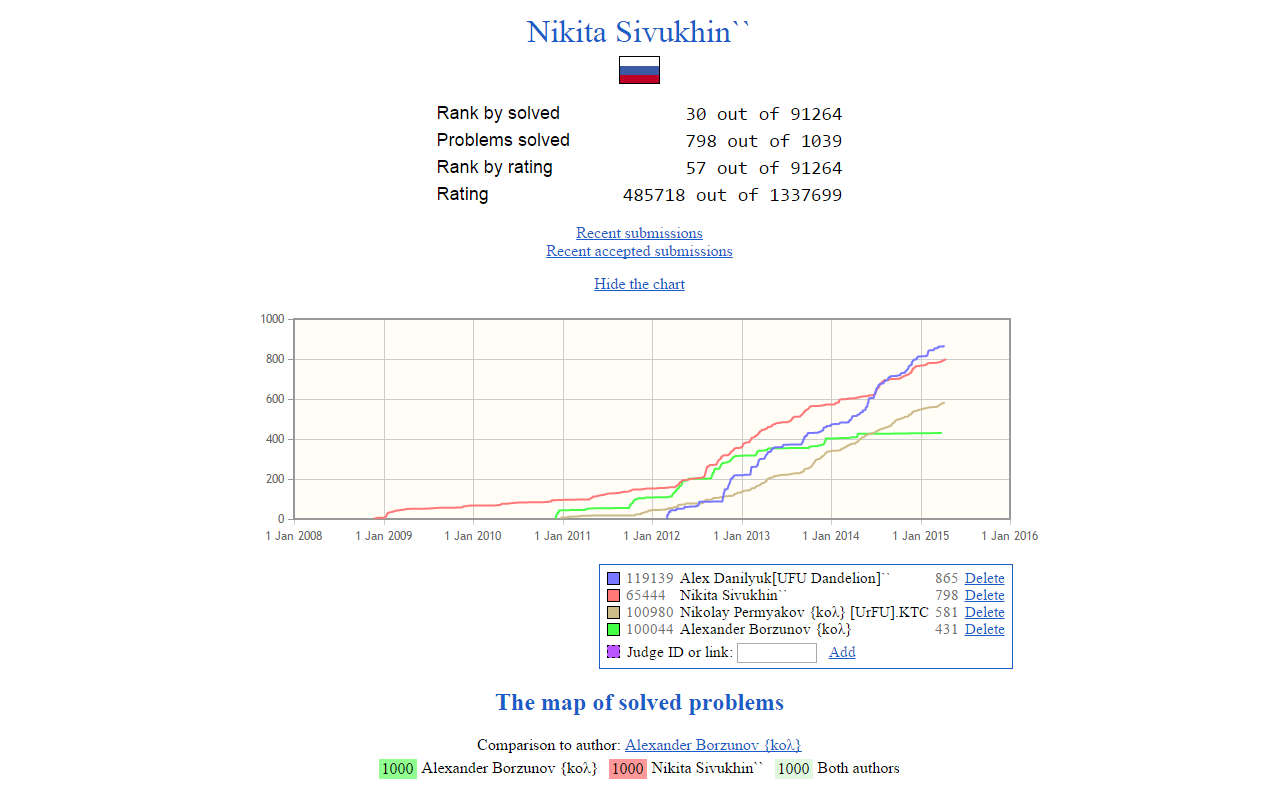 Nikita Sivukhin``
Rank by solved 30 out of 91264
Problems solved 798 out of 1039
Rank by rating 57 out of 91264
Rating 485718 out of 1337699
Recent submissions
Recent accepted submissions
Hide the chart
1000
800
600
400
200
0
1 Jan 2008 1 Jan 2009 1 Jan 2010 1 Jan 2011 1 Jan 2012 1 Jan 2013 1 Jan 2014 1 Jan 2015 1 Jan 2016
119139 Alex Danilyuk[UFU Dandelion]`` 865 Delete
65444 Nikita Sivukhin`` 798 Delete
100980 Nikolay Permyakov {koλ} [UrFU].KTC 581 Delete
100044 Alexander Borzunov {koλ} 431 Delete
Judge ID or link: Add
The map of solved problems
Comparison to author: Alexander Borzunov {koλ}
1000 Alexander Borzunov {koλ} 1000 Nikita Sivukhin`` 1000 Both authors